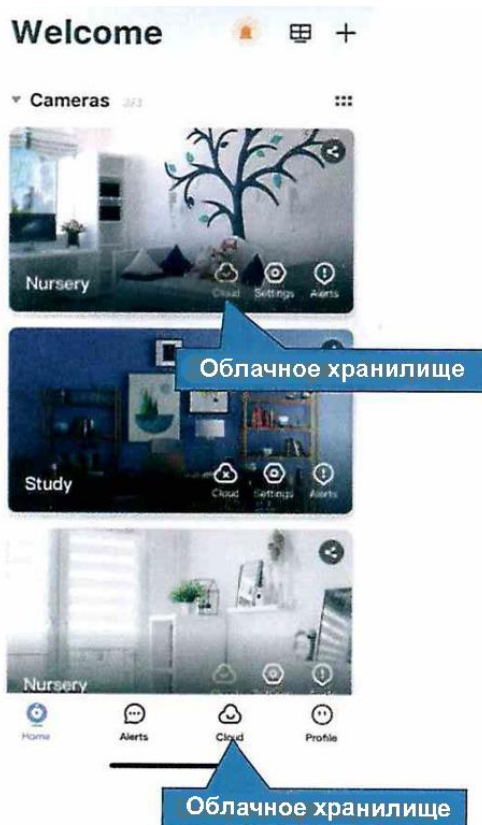 Welcome
Cameras
Nursery
Cloud Settings Alerts
Облачное хранилище
Study
Cloud Settings Alerts
Nursery
Home Alerts Cloud Profile
Облачное хранилище